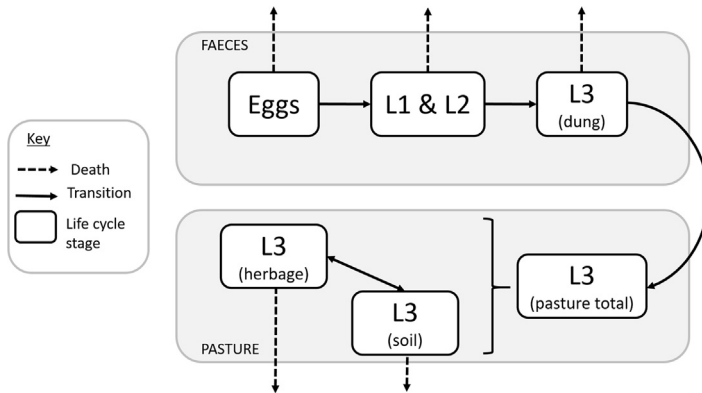 FAECES
Eggs
L1 & L2
L3
(dung)
Key
Death
Transition
Life cycle
stage
L3
(herbage)
L3
(soil)
L3
(pasture total)
PASTURE